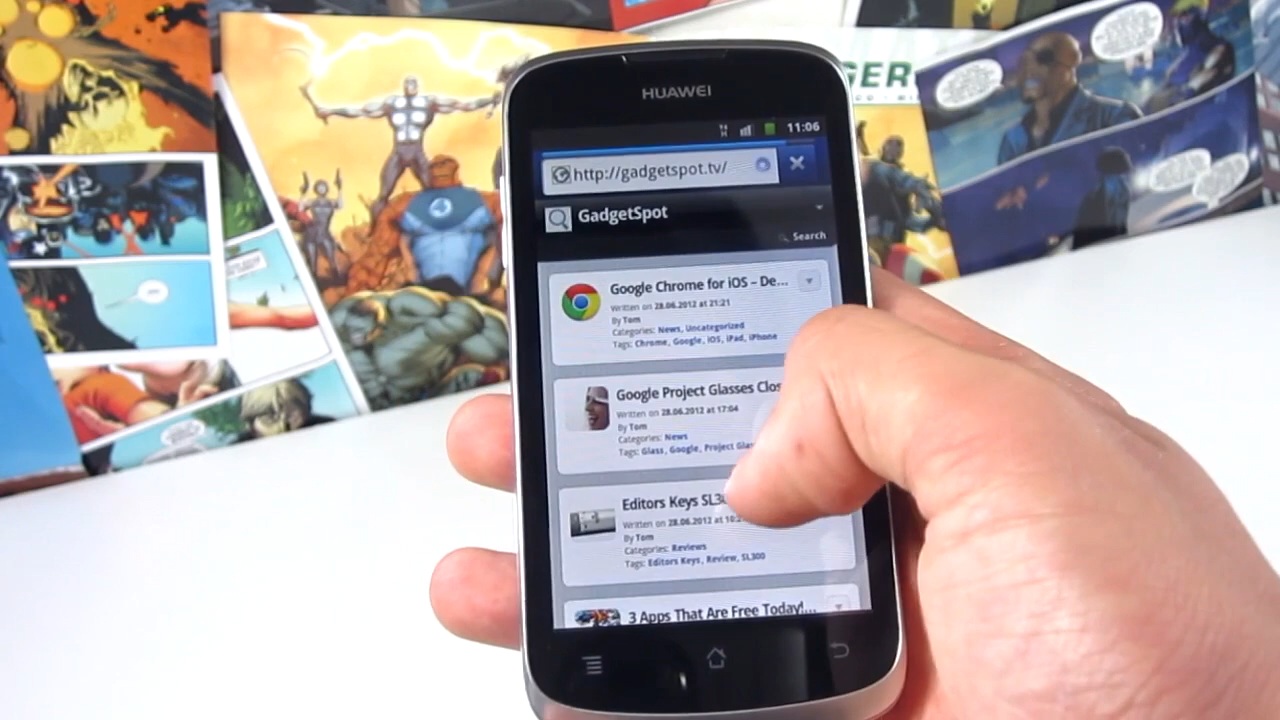 HUAWEI
11:06
http://gadgetspot.tv/
GadgetSpot
Search
Google Chrome for iOS – De...
Written on 28.06.2012 at 21:21
By Tom
Categories: News, Uncategorized
Tags: Chrome, Google, iOS, iPad, iPhone
Google Project Glasses Clos
Written on 28.06.2012 at 17:04
By Tom
Categories: News
Tags: Glass, Google, Project
Editors Keys
Written on 28.06.2012 at
By Tom
Categories: Reviews
Tags: Editors Keys, Review, SL300
3 Apps That Are Free Today!...
GER